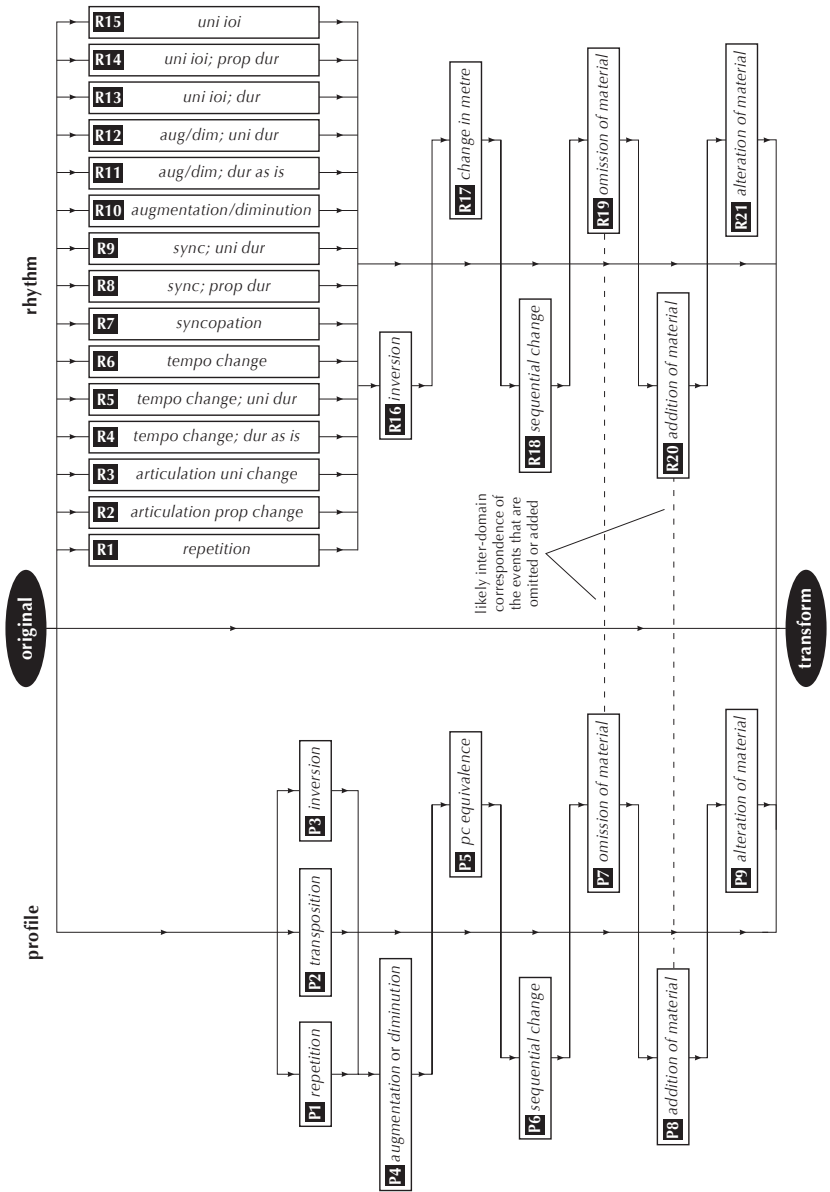 original
profile
rhythm
P1 repetition
P2 transposition
P3 inversion
P4 augmentation or diminution
P5 pc equivalence
P6 sequential change
P7 omission of material
P8 addition of material
P9 alteration of material
R1 repetition
R2 articulation prop change
R3 articulation uni change
R4 tempo change; dur as is
R5 tempo change; uni dur
R6 tempo change
R7 syncopation
R8 sync; prop dur
R9 sync; uni dur
R10 augmentation/diminution
R11 aug/dim; dur as is
R12 aug/dim; uni dur
R13 uni ioi; dur
R14 uni ioi; prop dur
R15 uni ioi
R16 inversion
R17 change in metre
R18 sequential change
R19 omission of material
R20 addition of material
R21 alteration of material
likely inter-domain
correspondence of
the events that are
omitted or added
transform